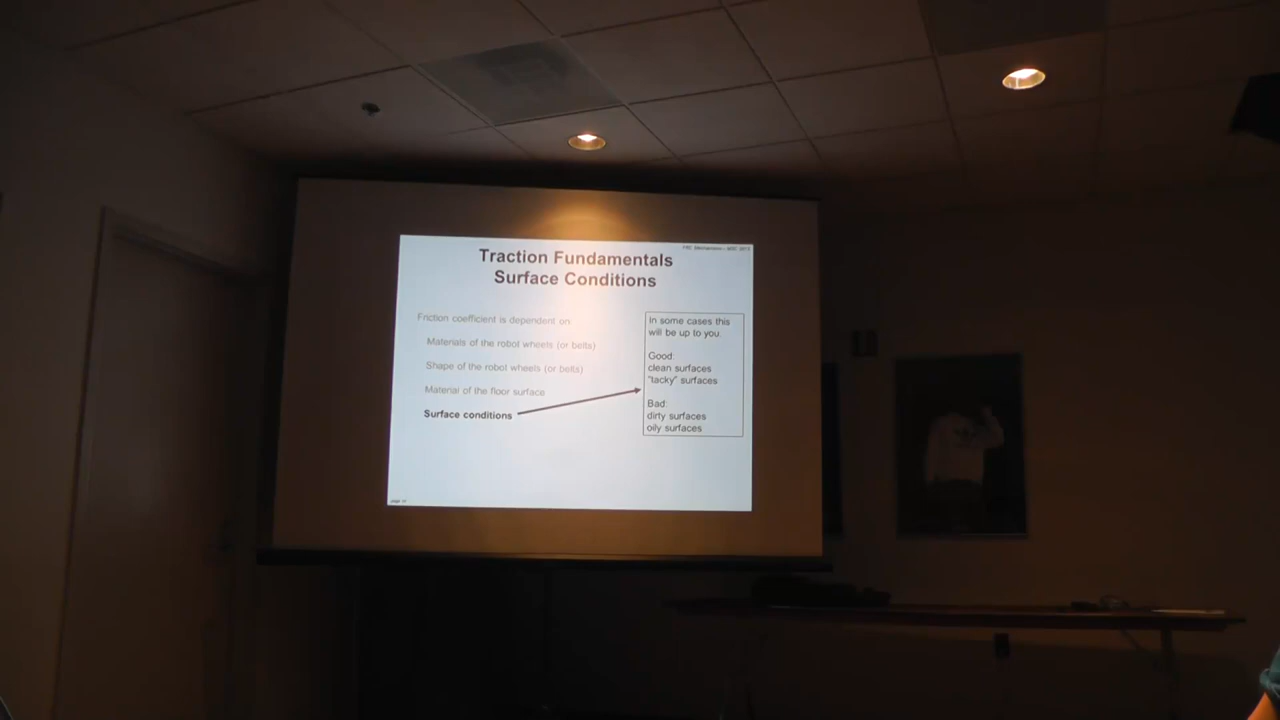 Traction Fundamentals
Surface Conditions
Friction coefficient is dependent on:
Materials of the robot wheels (or belts)
Shape of the robot wheels (or belts)
Material of the floor surface
Surface conditions
In some cases this
will be up to you.
Good:
clean surfaces
"tacky" surfaces
Bad:
dirty surfaces
oily surfaces